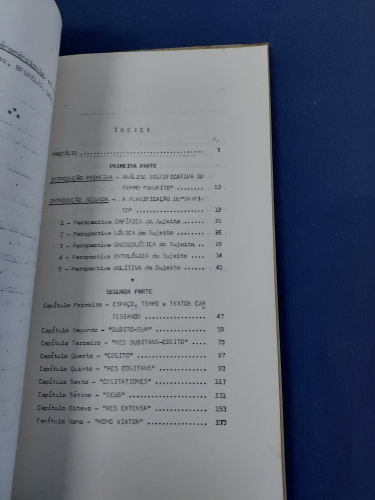 ÍNDICE
P.
PREFÁCIO ........................ 7
PRIMEIRA PARTE
INTRODUÇÃO PRIMEIRA - ANÁLISE SIGNIFICATIVA DO
TERMO "SUJEITO" ....... 13
INTRODUÇÃO SEGUNDA - A PLANIFICAÇÃO DO "SUJEI-
TO" ................... 19
1 - Perspectiva EMPÍRICA do Sujeito .......... 25
2 - Perspectiva LÓGICA do Sujeito ............ 26
3 - Perspectiva GNOSEOLÓGICA do Sujeito ...... 29
4 - Perspectiva ONTOLÓGICA do Sujeito ........ 34
5 - Perspectiva VOLITIVA do Sujeito .......... 41
*
SEGUNDA PARTE
Capítulo Primeiro - ESPAÇO, TEMPO e TEXTOS CAR
TESIANOS ................ 47
Capítulo Segundo - "DUBITO-SUM" ............... 59
Capítulo Terceiro - "RES DUBITANS-COGITO" ..... 73
Capítulo Quarto - "COGITO" .................... 87
Capítulo Quinto - "RES COGITANS" .............. 93
Capítulo Sexto - "COGITATIONES" .............. 117
Capítulo Sétimo - "DEUS" ..................... 131
Capítulo Oitavo - "RES EXTENSA" .............. 153
Capítulo Nono - "HOMO VIATOR" ................ 173